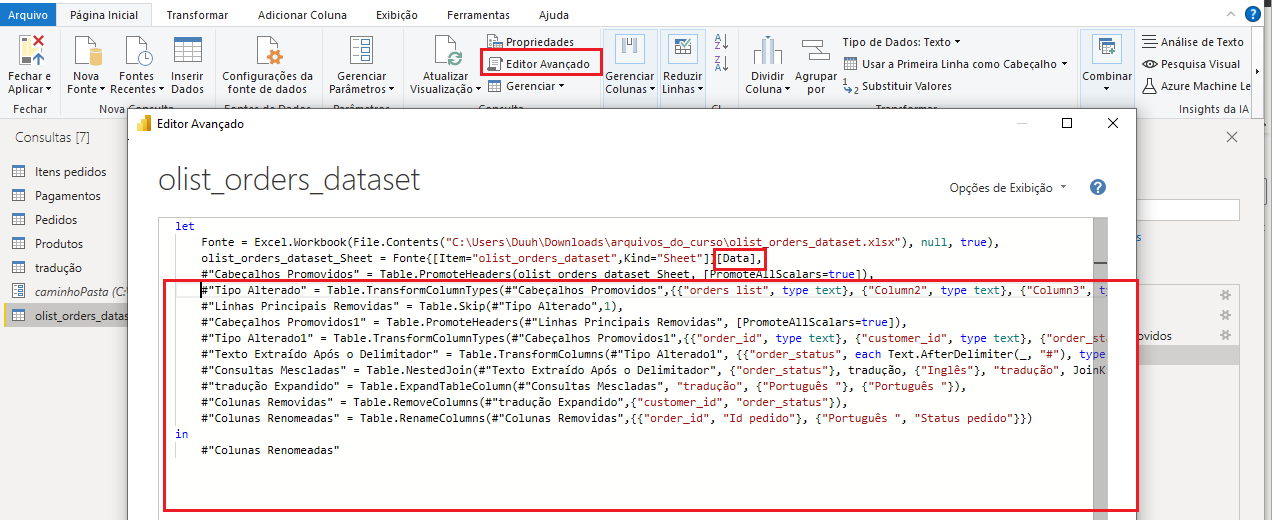 Arquivo Página Inicial Transformar Adicionar Coluna Exibição Ferramentas Ajuda
Fechar e Aplicar
Fechar
Nova Fonte
Fontes Recentes
Inserir Dados
Nova Consulta
Configurações da fonte de dados
Fontes de Dados
Gerenciar Parâmetros
Parâmetros
Atualizar Visualização
Propriedades
Editor Avançado
Gerenciar
Consulta
Gerenciar Colunas
Reduzir Linhas
Dividir Coluna
Agrupar por
Tipo de Dados: Texto
Usar a Primeira Linha como Cabeçalho
Substituir Valores
Transformar
Combinar
Análise de Texto
Pesquisa Visual
Azure Machine Le
Insights da IA
Consultas [7]
Itens pedidos
Pagamentos
Pedidos
Produtos
tradução
caminhoPasta (C:
olist_orders_datas
Editor Avançado
olist_orders_dataset
Opções de Exibição
let
Fonte = Excel.Workbook(File.Contents("C:\Users\Duuh\Downloads\arquivos_do_curso\olist_orders_dataset.xlsx"), null, true),
olist_orders_dataset_Sheet = Fonte{[Item="olist_orders_dataset",Kind="Sheet"]}[Data],
#"Cabeçalhos Promovidos" = Table.PromoteHeaders(olist_orders_dataset_Sheet, [PromoteAllScalars=true]),
#"Tipo Alterado" = Table.TransformColumnTypes(#"Cabeçalhos Promovidos",{{"orders list", type text}, {"Column2", type text}, {"Column3", ty
#"Linhas Principais Removidas" = Table.Skip(#"Tipo Alterado",1),
#"Cabeçalhos Promovidos1" = Table.PromoteHeaders(#"Linhas Principais Removidas", [PromoteAllScalars=true]),
#"Tipo Alterado1" = Table.TransformColumnTypes(#"Cabeçalhos Promovidos1",{{"order_id", type text}, {"customer_id", type text}, {"order_sta
#"Texto Extraído Após o Delimitador" = Table.TransformColumns(#"Tipo Alterado1", {{"order_status", each Text.AfterDelimiter(_, "#"), type
#"Consultas Mescladas" = Table.NestedJoin(#"Texto Extraído Após o Delimitador", {"order_status"}, tradução, {"Inglês"}, "tradução", JoinK
#"tradução Expandido" = Table.ExpandTableColumn(#"Consultas Mescladas", "tradução", {"Português "}, {"Português "}),
#"Colunas Removidas" = Table.RemoveColumns(#"tradução Expandido",{"customer_id", "order_status"}),
#"Colunas Renomeadas" = Table.RenameColumns(#"Colunas Removidas",{{"order_id", "Id pedido"}, {"Português ", "Status pedido"}})
in
#"Colunas Renomeadas"
ovidos